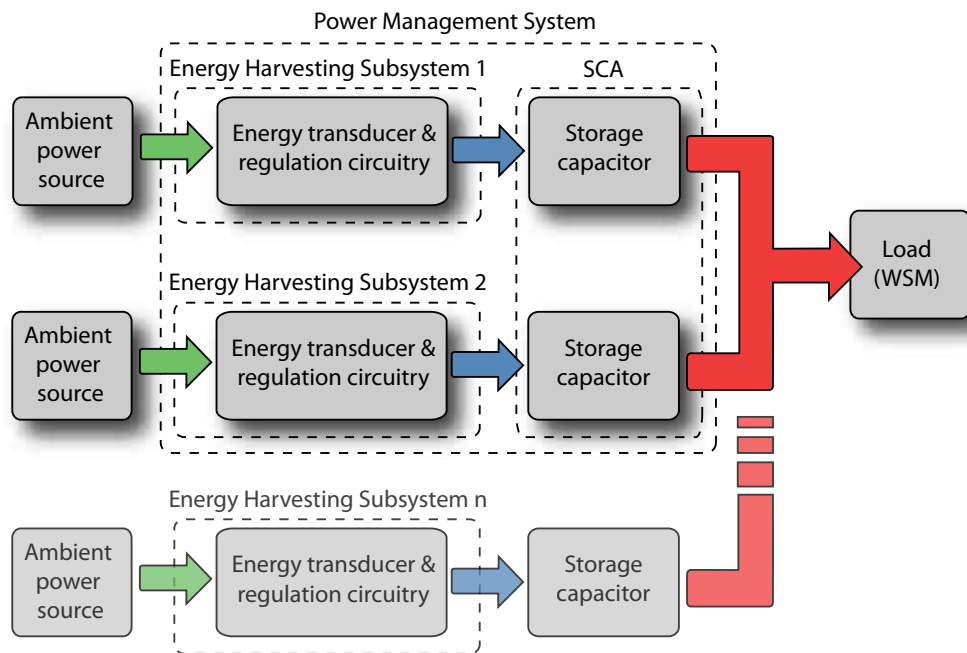 Power Management System
Energy Harvesting Subsystem 1
SCA
Ambient
power
source
Energy transducer &
regulation circuitry
Storage
capacitor
Load
(WSM)
Energy Harvesting Subsystem 2
Ambient
power
source
Energy transducer &
regulation circuitry
Storage
capacitor
Energy Harvesting Subsystem n
Ambient
power
source
Energy transducer &
regulation circuitry
Storage
capacitor